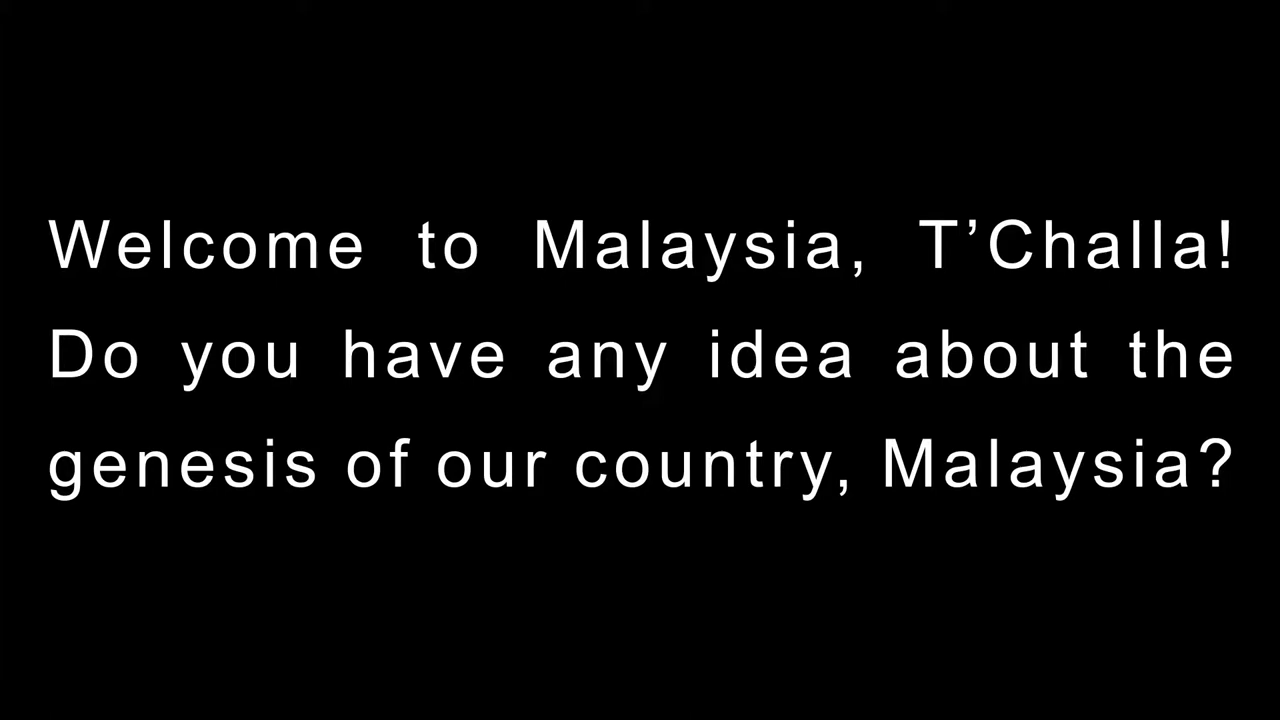 Welcome to Malaysia, T’Challa!
Do you have any idea about the
genesis of our country, Malaysia?